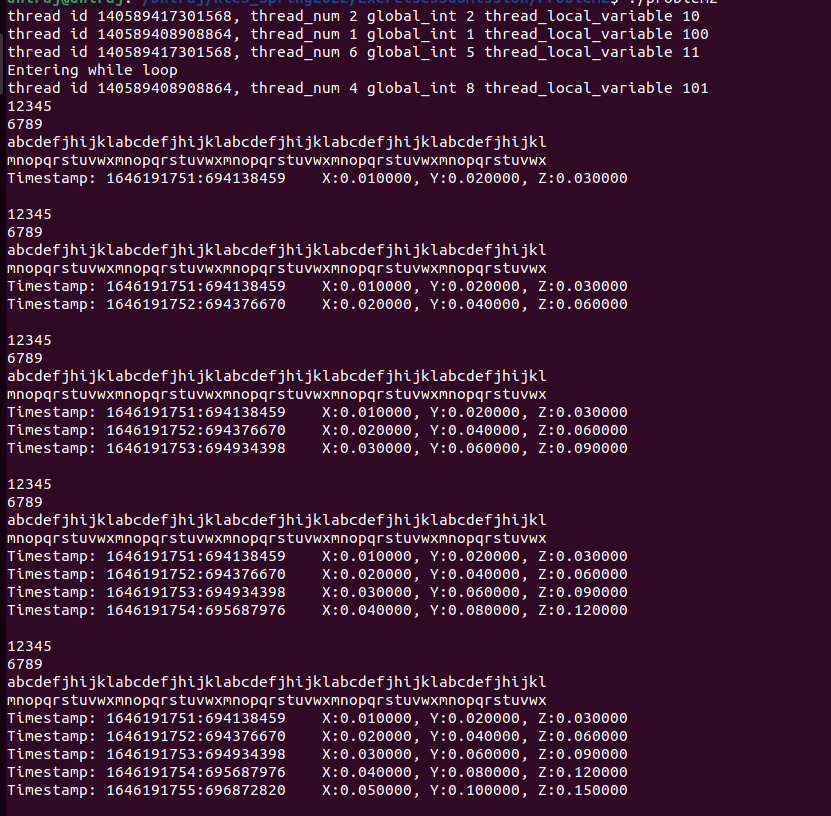 thread id 140589417301568, thread_num 2 global_int 2 thread_local_variable 10
thread id 140589408908864, thread_num 1 global_int 1 thread_local_variable 100
thread id 140589417301568, thread_num 6 global_int 5 thread_local_variable 11
Entering while loop
thread id 140589408908864, thread_num 4 global_int 8 thread_local_variable 101
12345
6789
abcdefjhijklabcdefjhijklabcdefjhijklabcdefjhijklabcdefjhijkl
mnopqrstuvwxmnopqrstuvwxmnopqrstuvwxmnopqrstuvwxmnopqrstuvwx
Timestamp: 1646191751:694138459    X:0.010000, Y:0.020000, Z:0.030000

12345
6789
abcdefjhijklabcdefjhijklabcdefjhijklabcdefjhijklabcdefjhijkl
mnopqrstuvwxmnopqrstuvwxmnopqrstuvwxmnopqrstuvwxmnopqrstuvwx
Timestamp: 1646191751:694138459    X:0.010000, Y:0.020000, Z:0.030000
Timestamp: 1646191752:694376670    X:0.020000, Y:0.040000, Z:0.060000

12345
6789
abcdefjhijklabcdefjhijklabcdefjhijklabcdefjhijklabcdefjhijkl
mnopqrstuvwxmnopqrstuvwxmnopqrstuvwxmnopqrstuvwxmnopqrstuvwx
Timestamp: 1646191751:694138459    X:0.010000, Y:0.020000, Z:0.030000
Timestamp: 1646191752:694376670    X:0.020000, Y:0.040000, Z:0.060000
Timestamp: 1646191753:694934398    X:0.030000, Y:0.060000, Z:0.090000

12345
6789
abcdefjhijklabcdefjhijklabcdefjhijklabcdefjhijklabcdefjhijkl
mnopqrstuvwxmnopqrstuvwxmnopqrstuvwxmnopqrstuvwxmnopqrstuvwx
Timestamp: 1646191751:694138459    X:0.010000, Y:0.020000, Z:0.030000
Timestamp: 1646191752:694376670    X:0.020000, Y:0.040000, Z:0.060000
Timestamp: 1646191753:694934398    X:0.030000, Y:0.060000, Z:0.090000
Timestamp: 1646191754:695687976    X:0.040000, Y:0.080000, Z:0.120000

12345
6789
abcdefjhijklabcdefjhijklabcdefjhijklabcdefjhijklabcdefjhijkl
mnopqrstuvwxmnopqrstuvwxmnopqrstuvwxmnopqrstuvwxmnopqrstuvwx
Timestamp: 1646191751:694138459    X:0.010000, Y:0.020000, Z:0.030000
Timestamp: 1646191752:694376670    X:0.020000, Y:0.040000, Z:0.060000
Timestamp: 1646191753:694934398    X:0.030000, Y:0.060000, Z:0.090000
Timestamp: 1646191754:695687976    X:0.040000, Y:0.080000, Z:0.120000
Timestamp: 1646191755:696872820    X:0.050000, Y:0.100000, Z:0.150000